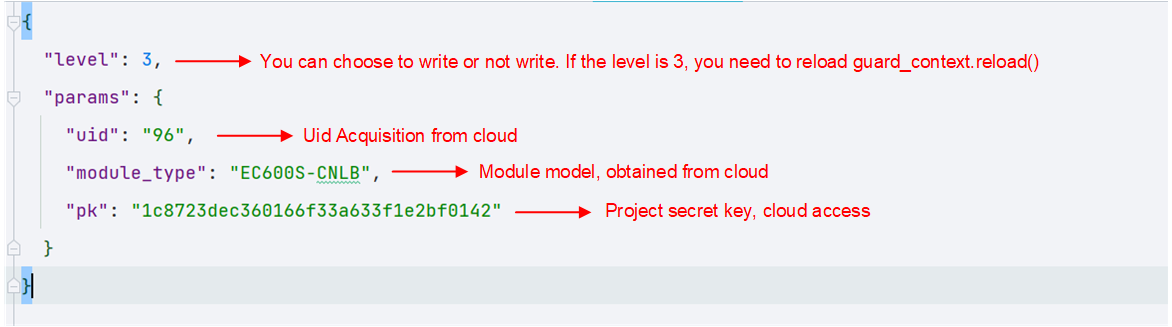 {
"level": 3, You can choose to write or not write. If the level is 3, you need to reload guard_context.reload()
"params": {
"uid": "96", Uid Acquisition from cloud
"module_type": "EC600S-CNLB", Module model, obtained from cloud
"pk": "1c8723dec360166f33a633f1e2bf0142" Project secret key, cloud access
}
}